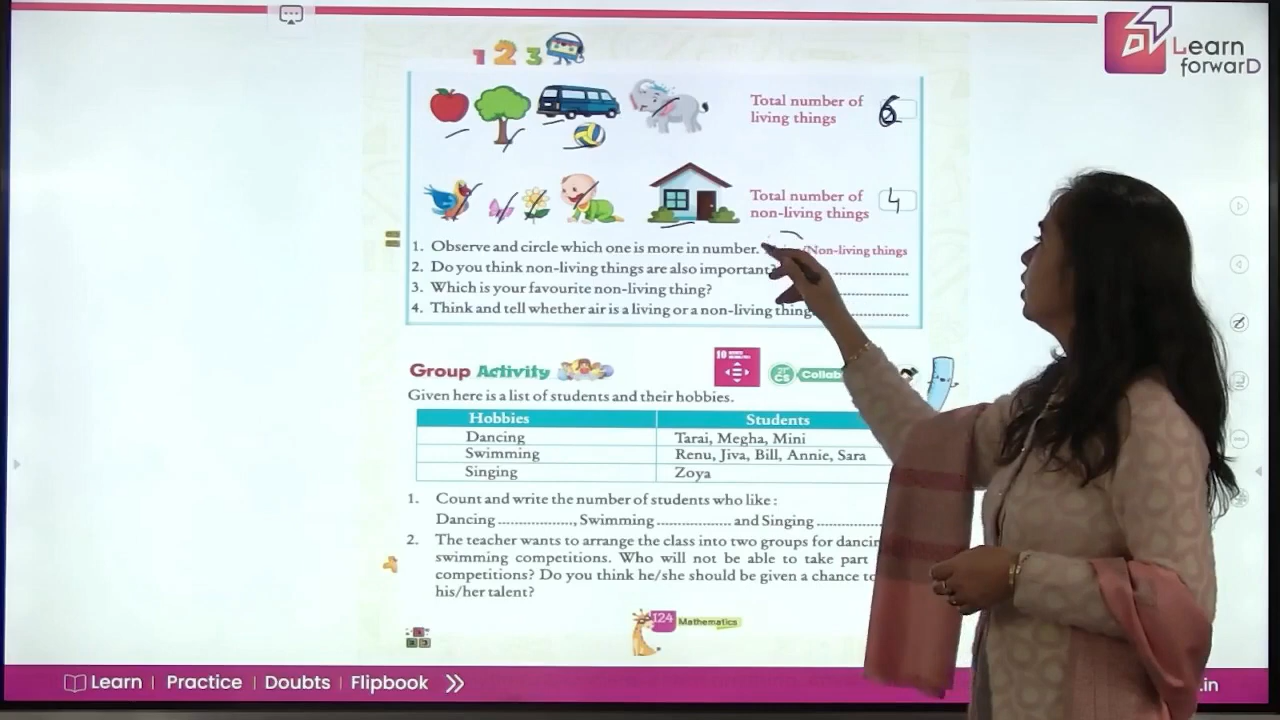 Learn
forwarD
1 2 3
Total number of
living things
6
Total number of
non-living things
4
1. Observe and circle which one is more in number. /Non-living things
2. Do you think non-living things are also important?
3. Which is your favourite non-living thing?
4. Think and tell whether air is a living or a non-living thing
Group Activity
10
CS
Given here is a list of students and their hobbies.
Hobbies Students
Dancing Tarai, Megha, Mini
Swimming Renu, Jiva, Bill, Annie, Sara
Singing Zoya
1. Count and write the number of students who like :
Dancing ..................., Swimming .................. and Singing ...............
2. The teacher wants to arrange the class into two groups for
swimming competitions. Who will not be able to take part
competitions? Do you think he/she should be given a chance
his/her talent?
124 Mathematics
Learn | Practice | Doubts | Flipbook
.in